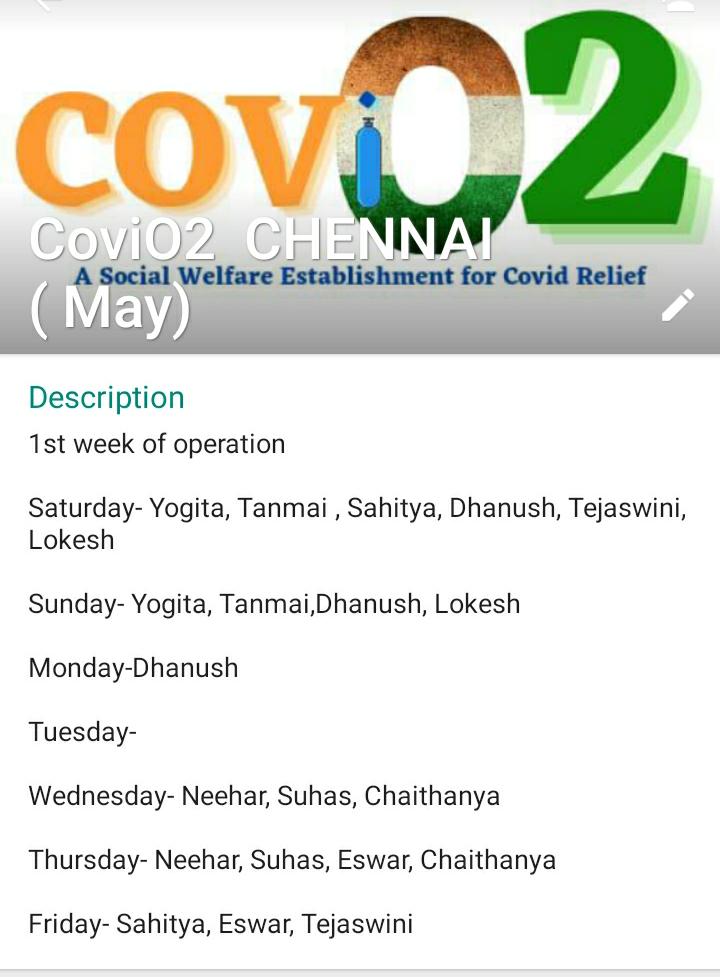 coviO2
CoviO2 CHENNAI
A Social Welfare Establishment for Covid Relief
( May)
Description
1st week of operation
Saturday- Yogita, Tanmai , Sahitya, Dhanush, Tejaswini,
Lokesh
Sunday- Yogita, Tanmai,Dhanush, Lokesh
Monday-Dhanush
Tuesday-
Wednesday- Neehar, Suhas, Chaithanya
Thursday- Neehar, Suhas, Eswar, Chaithanya
Friday- Sahitya, Eswar, Tejaswini